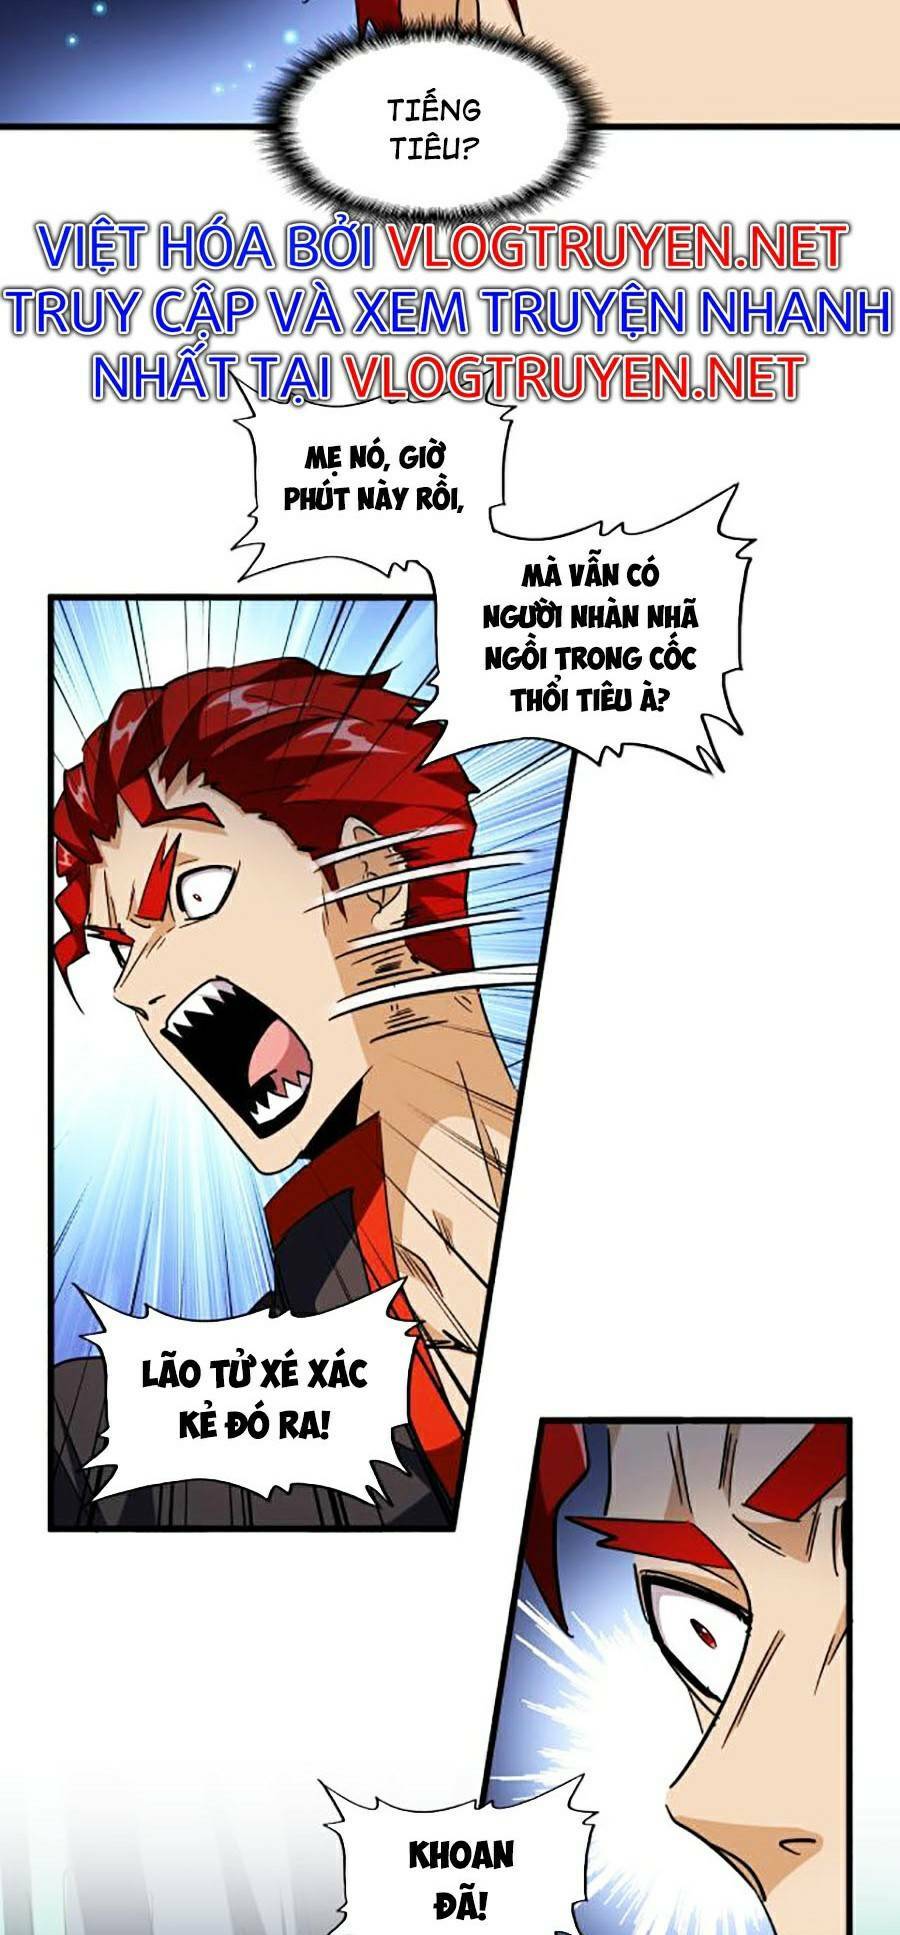 TIẾNG
TIÊU?
VIỆT HÓA BỞI VLOGTRUYEN.NET
TRUY CẬP VÀ XEM TRUYỆN NHANH
NHẤT TẠI VLOGTRUYEN.NET
MẸ NÓ, GIỜ
PHÚT NÀY RỒI,
MÀ VẪN CÓ
NGƯỜI NHÀN NHÃ
NGỒI TRONG CỐC
THỔI TIÊU À?
LÃO TỬ XÉ XÁC
KẺ ĐÓ RA!
KHOAN
ĐÃ!